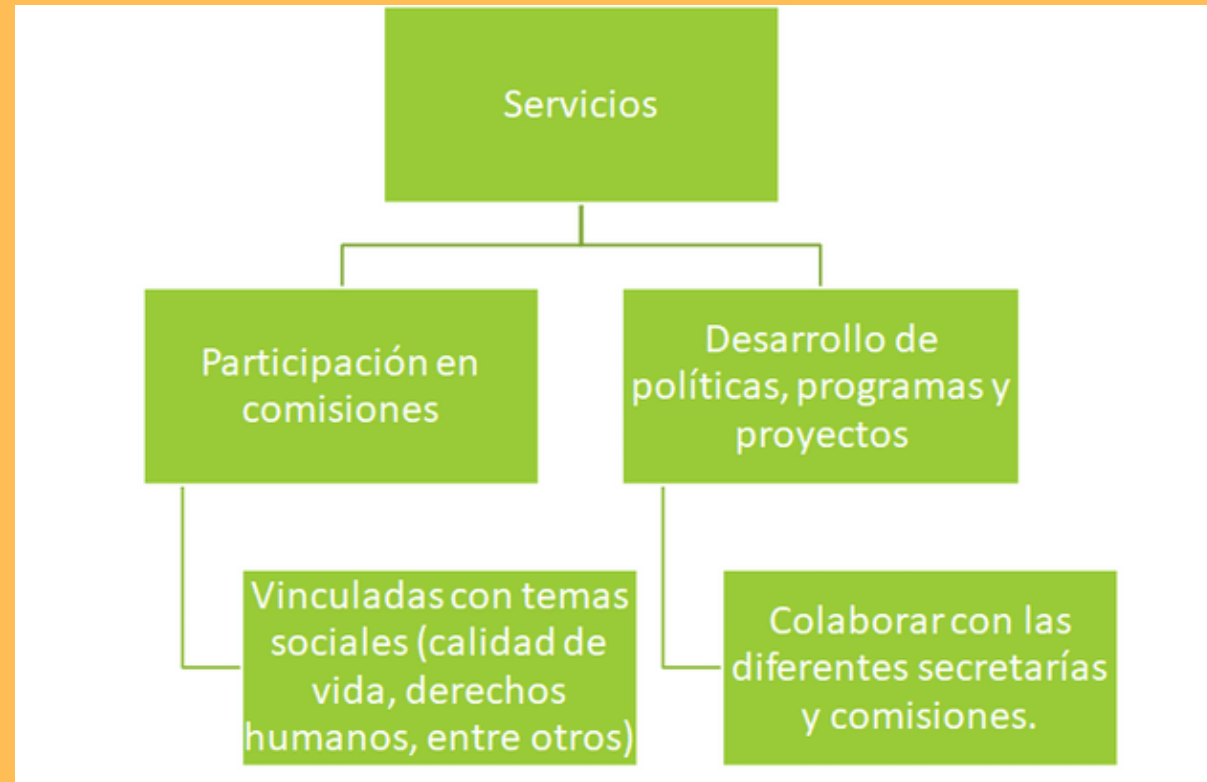 Servicios
Participación en
comisiones
Desarrollo de
políticas, programas y
proyectos
Vinculadas con temas
sociales (calidad de
vida, derechos
humanos, entre otros)
Colaborar con las
diferentes secretarías
y comisiones.